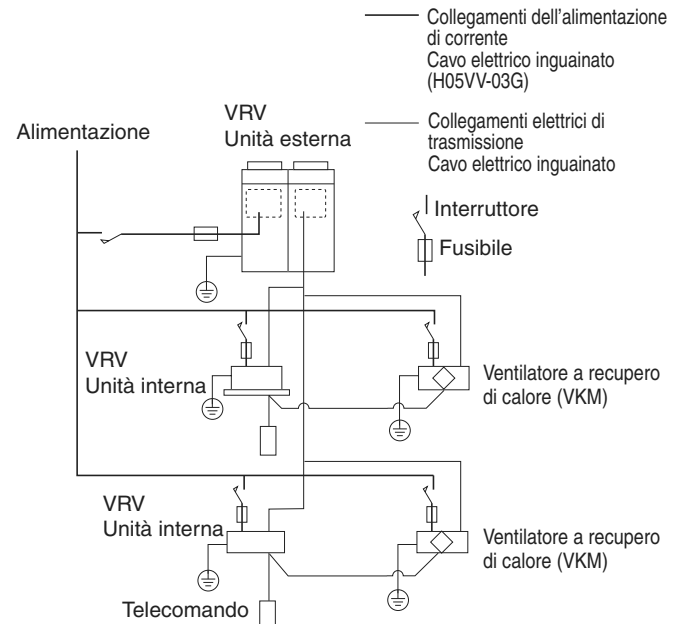 Collegamenti dell'alimentazione
di corrente
Cavo elettrico inguainato
(H05VV-03G)
Collegamenti elettrici di
trasmissione
Cavo elettrico inguainato
Interruttore
Fusibile
Alimentazione
VRV
Unità esterna
VRV
Unità interna
Ventilatore a recupero
di calore (VKM)
VRV
Unità interna
Ventilatore a recupero
di calore (VKM)
Telecomando